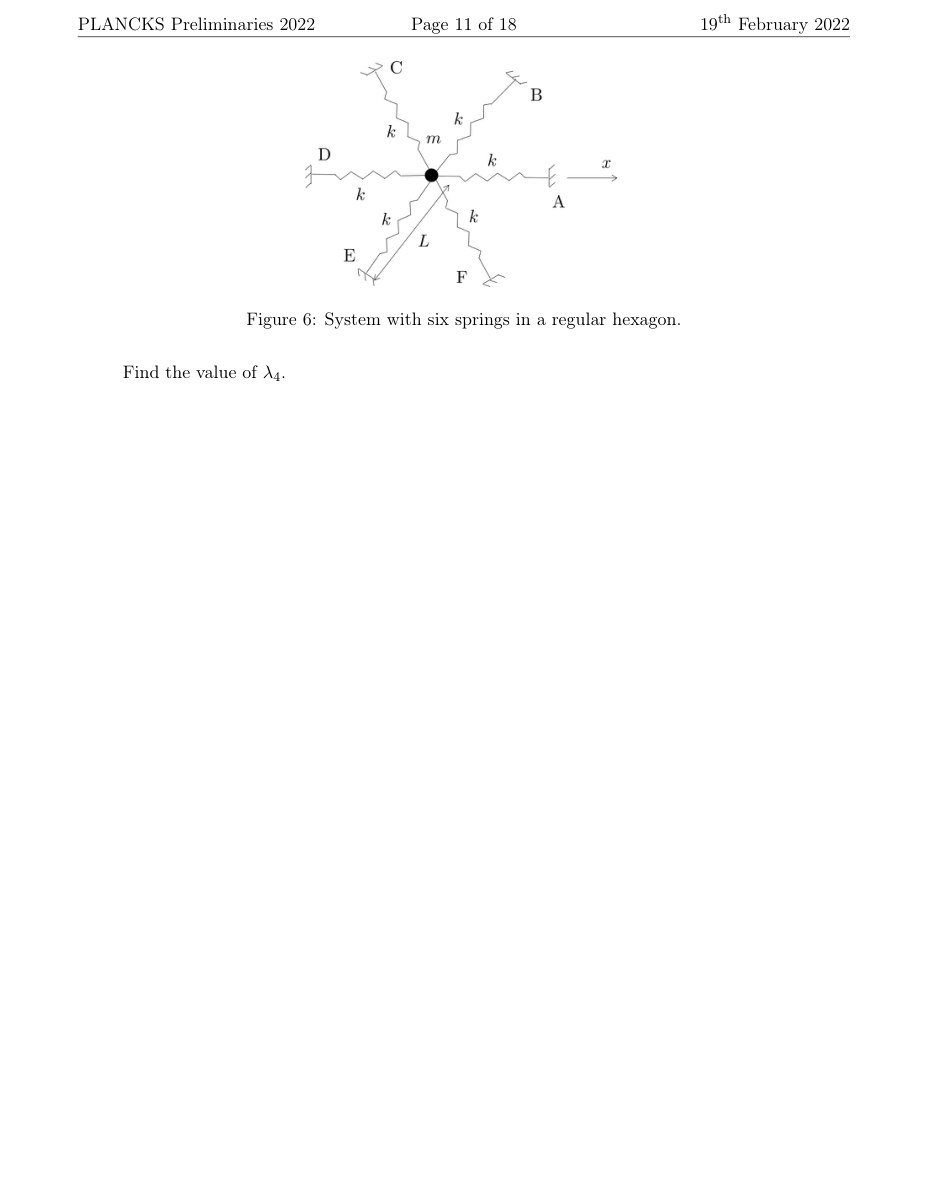 PLANCKS Preliminaries 2022 Page 11 of 18 19th February 2022
C
B
k
k m
D
k x
k
A
k k
L
E
F
Figure 6: System with six springs in a regular hexagon.
Find the value of λ4.